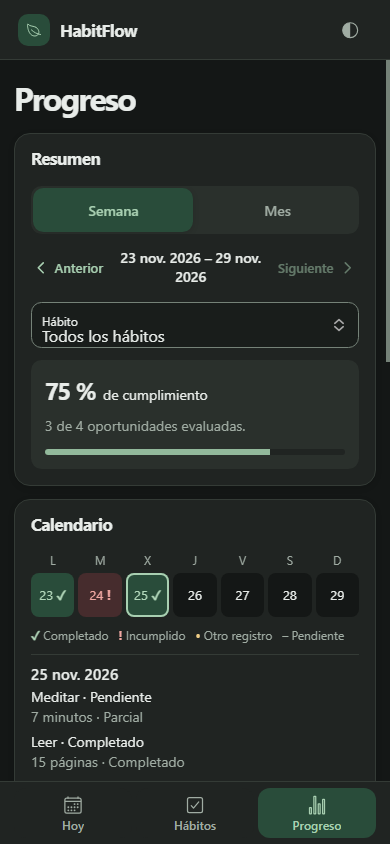 HabitFlow
Progreso
Resumen
Semana Mes
Anterior 23 nov. 2026 – 29 nov. 2026 Siguiente
Hábito
Todos los hábitos
75 % de cumplimiento
3 de 4 oportunidades evaluadas.
Calendario
L M X J V S D
23 ✓ 24 ! 25 ✓ 26 27 28 29
✓ Completado ! Incumplido • Otro registro – Pendiente
25 nov. 2026
Meditar · Pendiente
7 minutos · Parcial
Leer · Completado
15 páginas · Completado
Hoy Hábitos Progreso